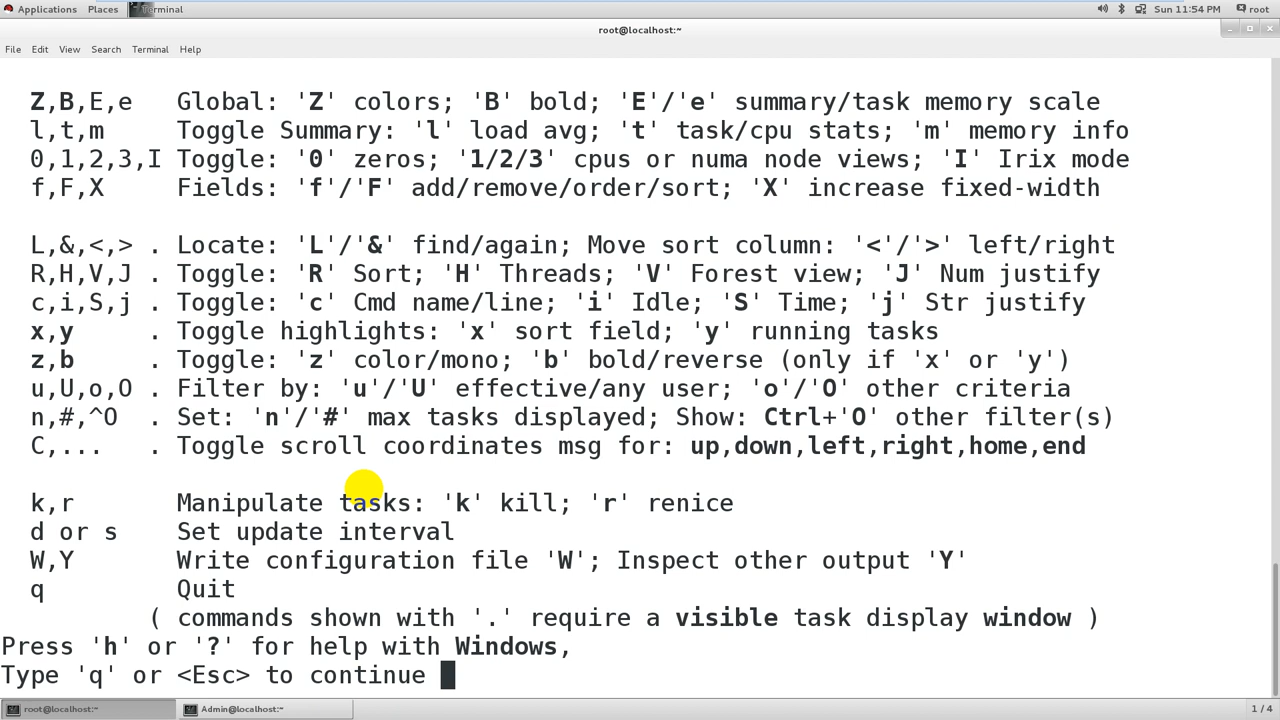 Applications Places Terminal Sun 11:54 PM root
root@localhost:~
File Edit View Search Terminal Help
Z,B,E,e Global: 'Z' colors; 'B' bold; 'E'/'e' summary/task memory scale
l,t,m Toggle Summary: 'l' load avg; 't' task/cpu stats; 'm' memory info
0,1,2,3,I Toggle: '0' zeros; '1/2/3' cpus or numa node views; 'I' Irix mode
f,F,X Fields: 'f'/'F' add/remove/order/sort; 'X' increase fixed-width
L,&,<,> . Locate: 'L'/'&' find/again; Move sort column: '<'/'>' left/right
R,H,V,J . Toggle: 'R' Sort; 'H' Threads; 'V' Forest view; 'J' Num justify
c,i,S,j . Toggle: 'c' Cmd name/line; 'i' Idle; 'S' Time; 'j' Str justify
x,y . Toggle highlights: 'x' sort field; 'y' running tasks
z,b . Toggle: 'z' color/mono; 'b' bold/reverse (only if 'x' or 'y')
u,U,o,O . Filter by: 'u'/'U' effective/any user; 'o'/'O' other criteria
n,#,^O . Set: 'n'/'#' max tasks displayed; Show: Ctrl+'O' other filter(s)
C,... . Toggle scroll coordinates msg for: up,down,left,right,home,end
k,r Manipulate tasks: 'k' kill; 'r' renice
d or s Set update interval
W,Y Write configuration file 'W'; Inspect other output 'Y'
q Quit
( commands shown with '.' require a visible task display window )
Press 'h' or '?' for help with Windows,
Type 'q' or <Esc> to continue
root@localhost:~ Admin@localhost:~ 1 / 4